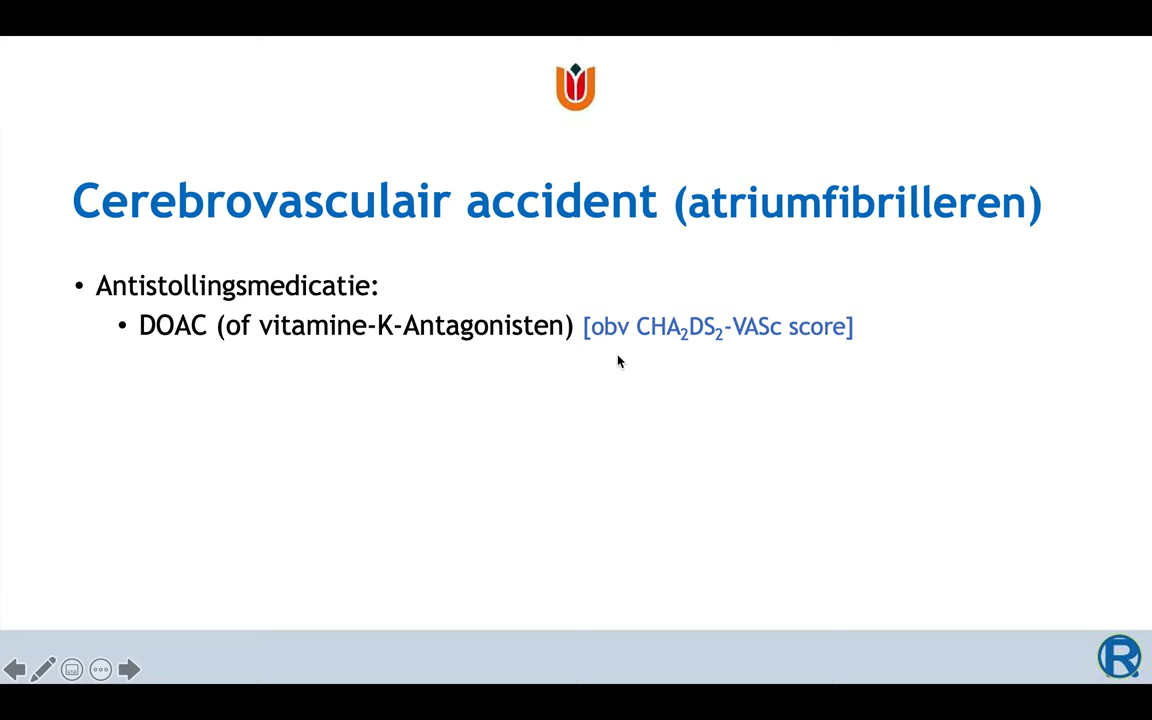 Cerebrovasculair accident (atriumfibrilleren)
• Antistollingsmedicatie:
• DOAC (of vitamine-K-Antagonisten) [obv CHA₂DS₂-VASc score]
R